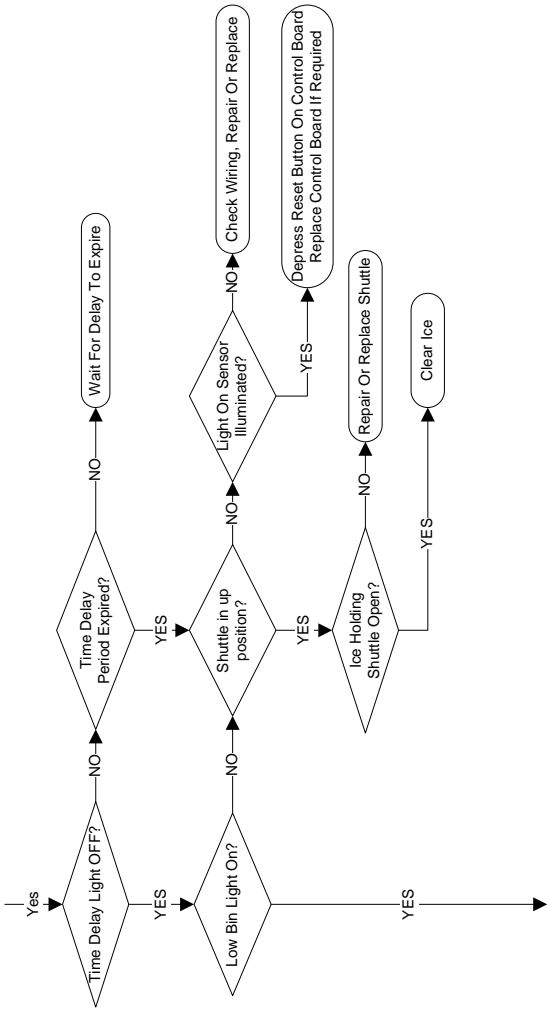 Yes
Time Delay Light OFF?
NO
Time Delay
Period Expired?
NO
Wait For Delay To Expire
YES
YES
Low Bin Light On?
NO
Shuttle in up
position?
NO
Light On Sensor
Illuminated?
NO
Check Wiring, Repair Or Replace
YES
Depress Reset Button On Control Board
Replace Control Board If Required
YES
Ice Holding
Shuttle Open?
NO
Repair Or Replace Shuttle
YES
Clear Ice
YES